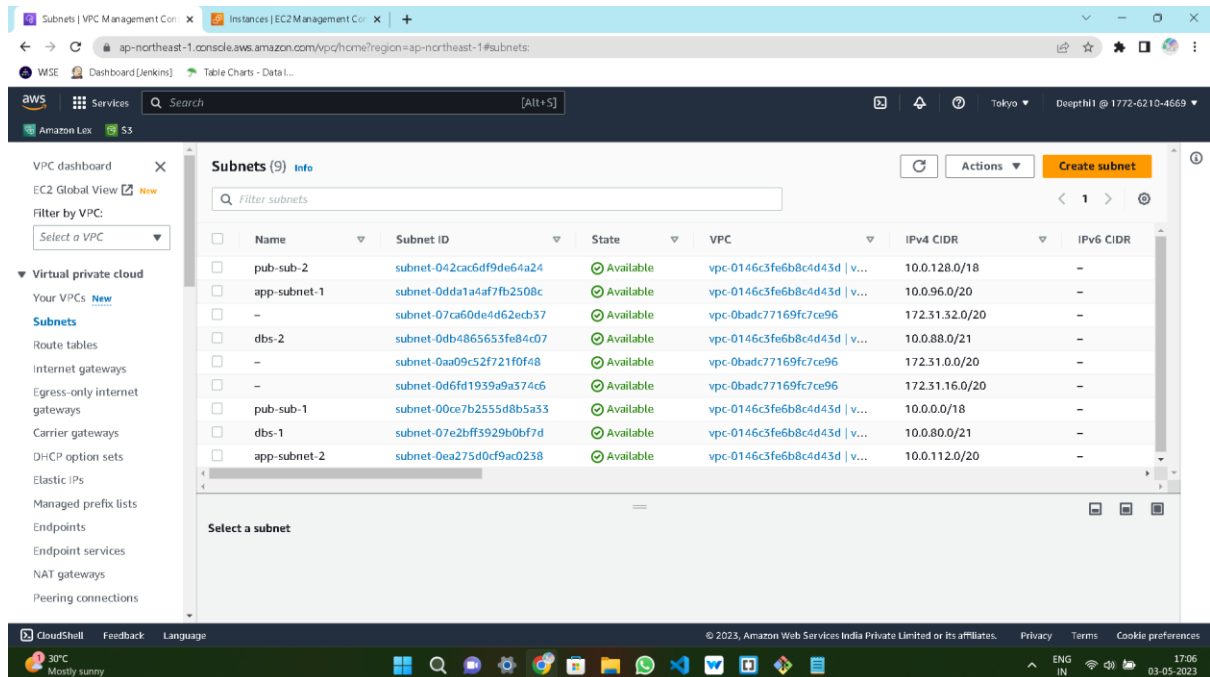 Subnets | VPC Management Con
Instances | EC2 Management Co
ap-northeast-1.console.aws.amazon.com/vpc/home?region=ap-northeast-1#subnets:
WISE Dashboard [Jenkins] Table Charts - Data I...
aws Services Search [Alt+S] Tokyo Deepthi1 @ 1772-6210-4669
Amazon Lex S3
VPC dashboard
EC2 Global View New
Filter by VPC:
Select a VPC
Virtual private cloud
Your VPCs New
Subnets
Route tables
Internet gateways
Egress-only internet
gateways
Carrier gateways
DHCP option sets
Elastic IPs
Managed prefix lists
Endpoints
Endpoint services
NAT gateways
Peering connections
Subnets (9) Info
Actions Create subnet
Filter subnets
1
Name Subnet ID State VPC IPv4 CIDR IPv6 CIDR
pub-sub-2 subnet-042cac6df9de64a24 Available vpc-0146c3fe6b8c4d43d | v... 10.0.128.0/18 –
app-subnet-1 subnet-0dda1a4af7fb2508c Available vpc-0146c3fe6b8c4d43d | v... 10.0.96.0/20 –
– subnet-07ca60de4d62ecb37 Available vpc-0badc77169fc7ce96 172.31.32.0/20 –
dbs-2 subnet-0db4865653fe84c07 Available vpc-0146c3fe6b8c4d43d | v... 10.0.88.0/21 –
– subnet-0aa09c52f721f0f48 Available vpc-0badc77169fc7ce96 172.31.0.0/20 –
– subnet-0d6fd1939a9a374c6 Available vpc-0badc77169fc7ce96 172.31.16.0/20 –
pub-sub-1 subnet-00ce7b2555d8b5a33 Available vpc-0146c3fe6b8c4d43d | v... 10.0.0.0/18 –
dbs-1 subnet-07e2bff3929b0bf7d Available vpc-0146c3fe6b8c4d43d | v... 10.0.80.0/21 –
app-subnet-2 subnet-0ea275d0cf9ac0238 Available vpc-0146c3fe6b8c4d43d | v... 10.0.112.0/20 –
Select a subnet
CloudShell Feedback Language © 2023, Amazon Web Services India Private Limited or its affiliates. Privacy Terms Cookie preferences
30°C
Mostly sunny
ENG
IN
17:06
03-05-2023